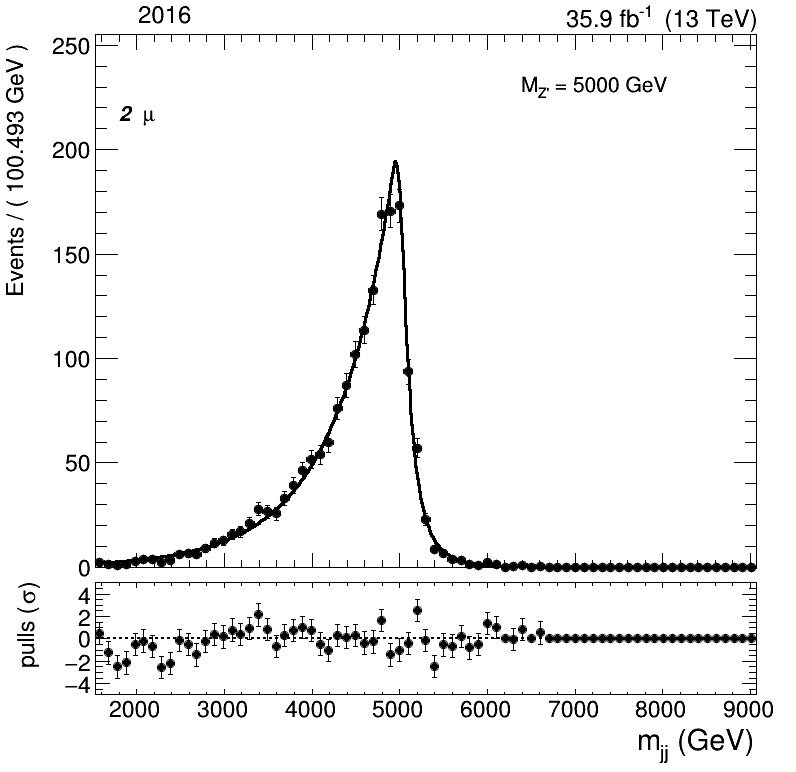 2016 35.9 fb⁻¹ (13 TeV)
Events / ( 100.493 GeV )
250
200
150
100
50
0
M_Z' = 5000 GeV
2 μ
pulls (σ)
4
2
0
−2
−4
2000 3000 4000 5000 6000 7000 8000 9000
m_jj (GeV)